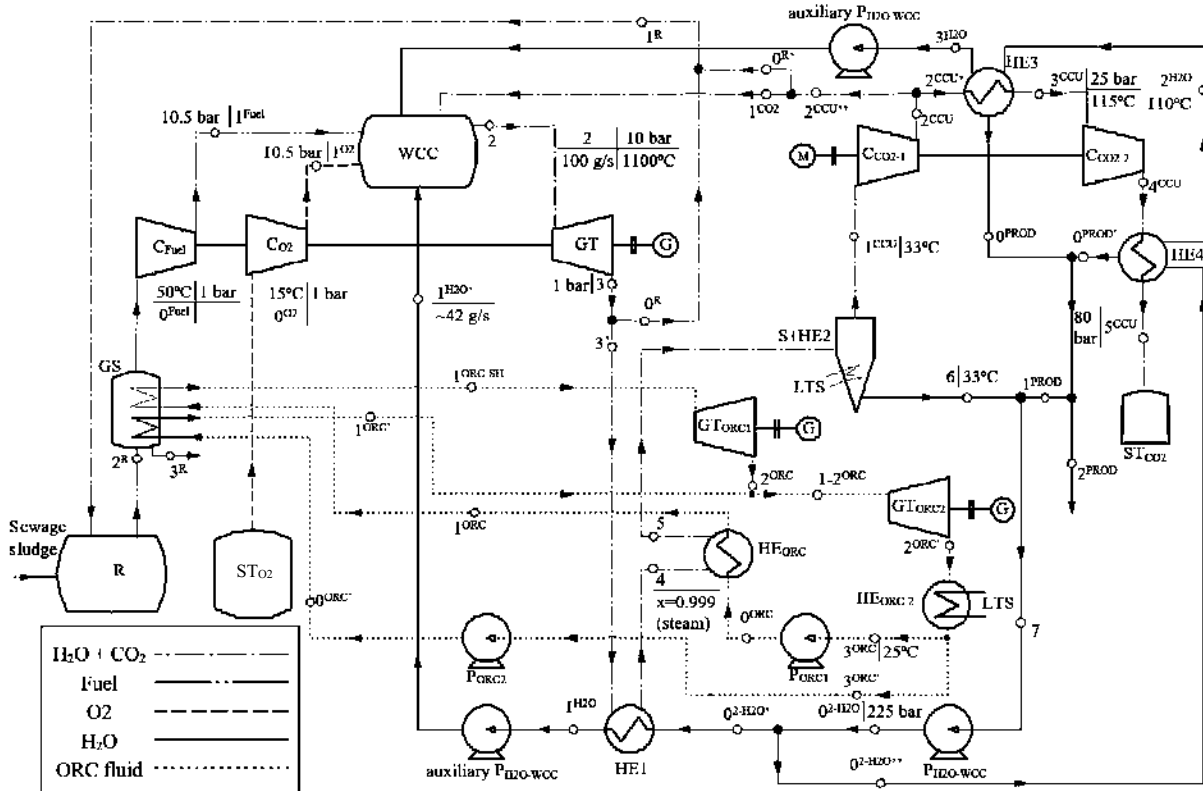 auxiliary P_H2O-WCC
1^R
3^H2O
HE3
0^R'
2^CCU'
3^CCU
25 bar
115°C
2^H2O
110°C
1^CO2
2^CCU''
2^CCU
10.5 bar | 1^Fuel
WCC
2
10.5 bar | 1^O2
2 | 10 bar
100 g/s | 1100°C
M
C_CO2-1
C_CO2-2
4^CCU
C_Fuel
C_O2
GT
G
1^CCU | 33°C
0^PROD
0^PROD'
HE4
50°C | 1 bar
0^Fuel
15°C | 1 bar
0^O2
1^H2O'
~42 g/s
1 bar | 3
0^R
3'
S+HE2
80 bar
5^CCU
GS
LTS
1^ORC SH
6 | 33°C
1^PROD
1^ORC'
GT_ORC1
G
ST_CO2
2^R
3^R
2^ORC
1-2^ORC
2^PROD
GT_ORC2
G
1^ORC
5
HE_ORC
2^ORC'
Sewage
sludge
R
ST_O2
4
x=0.999
(steam)
HE_ORC 2
LTS
0^ORC'
0^ORC
3^ORC | 25°C
7
P_ORC2
P_ORC1
3^ORC'
H₂O + CO₂
Fuel
O2
H₂O
ORC fluid
1^H2O
0^2-H2O'
0^2-H2O | 225 bar
auxiliary P_H2O-WCC
HE1
P_H2O-WCC
0^2-H2O''